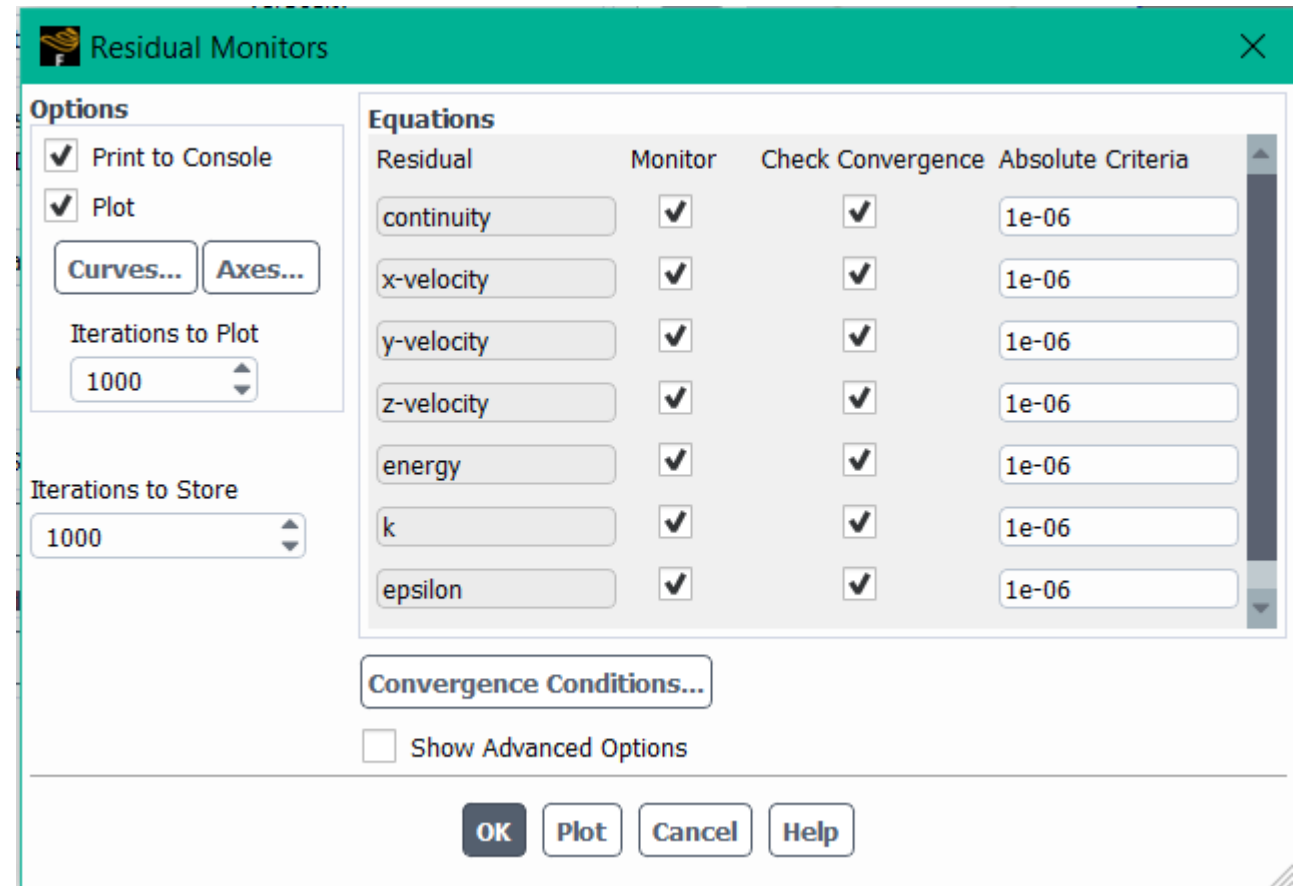 Residual Monitors
Options
Print to Console
Plot
Curves... Axes...
Iterations to Plot
1000
Iterations to Store
1000
Equations
Residual Monitor Check Convergence Absolute Criteria
continuity 1e-06
x-velocity 1e-06
y-velocity 1e-06
z-velocity 1e-06
energy 1e-06
k 1e-06
epsilon 1e-06
Convergence Conditions...
Show Advanced Options
OK Plot Cancel Help